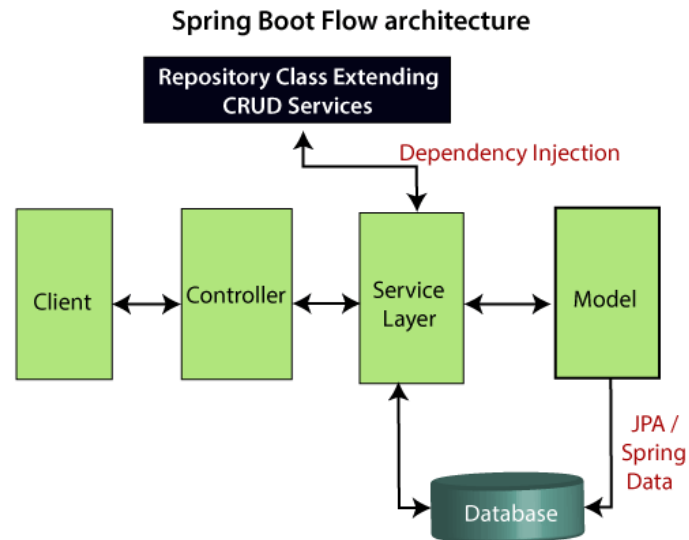 Spring Boot Flow architecture
Repository Class Extending
CRUD Services
Dependency Injection
Client
Controller
Service
Layer
Model
JPA /
Spring
Data
Database